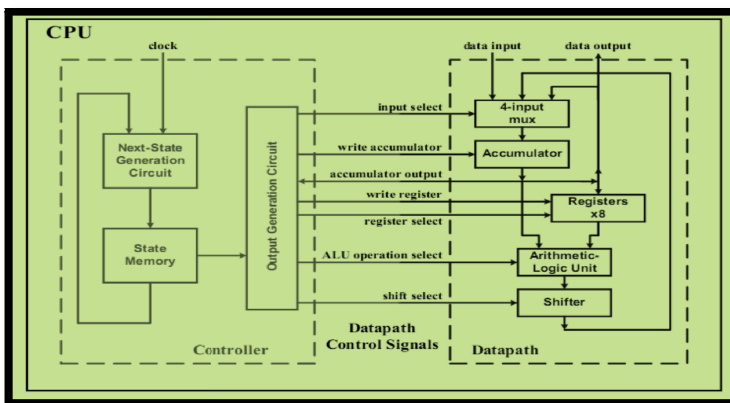 CPU
clock
data input
data output
input select
4-input
mux
Next-State
Generation
Circuit
write accumulator
Accumulator
accumulator output
write register
Registers
x8
register select
Output Generation Circuit
State
Memory
ALU operation select
Arithmetic-
Logic Unit
shift select
Shifter
Controller
Datapath
Control Signals
Datapath